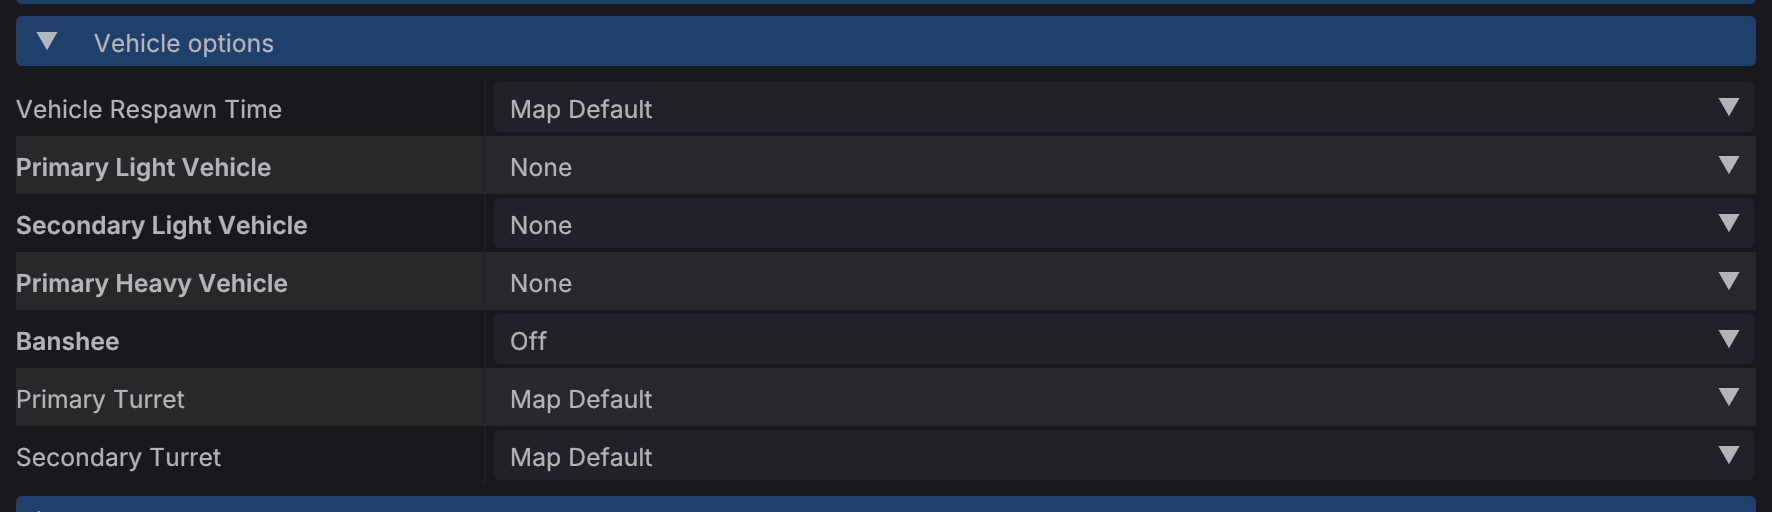 Vehicle options
Vehicle Respawn Time Map Default
Primary Light Vehicle None
Secondary Light Vehicle None
Primary Heavy Vehicle None
Banshee Off
Primary Turret Map Default
Secondary Turret Map Default